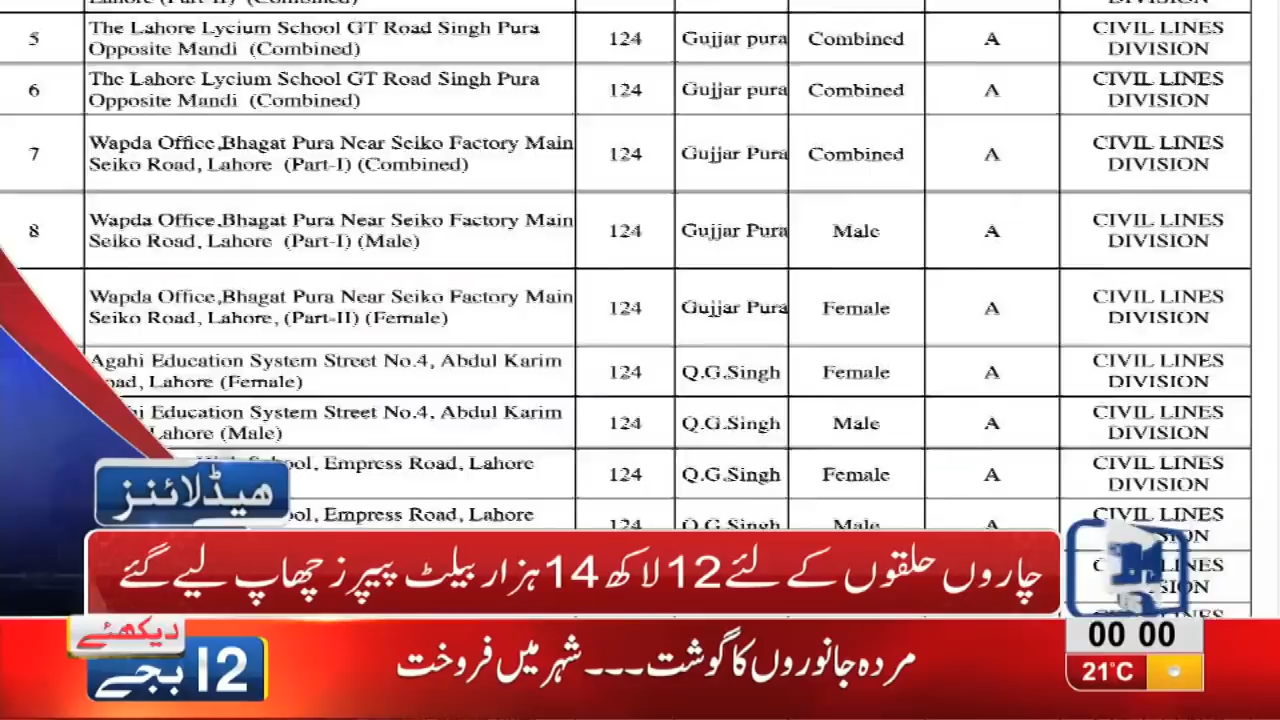 5 The Lahore Lycium School GT Road Singh Pura Opposite Mandi (Combined) 124 Gujjar pura Combined A CIVIL LINES DIVISION
6 The Lahore Lycium School GT Road Singh Pura Opposite Mandi (Combined) 124 Gujjar pura Combined A CIVIL LINES DIVISION
7 Wapda Office,Bhagat Pura Near Seiko Factory Main Seiko Road, Lahore (Part-I) (Combined) 124 Gujjar Pura Combined A CIVIL LINES DIVISION
8 Wapda Office,Bhagat Pura Near Seiko Factory Main Seiko Road, Lahore (Part-I) (Male) 124 Gujjar Pura Male A CIVIL LINES DIVISION
Wapda Office,Bhagat Pura Near Seiko Factory Main Seiko Road, Lahore, (Part-II) (Female) 124 Gujjar Pura Female A CIVIL LINES DIVISION
Agahi Education System Street No.4, Abdul Karim Road, Lahore (Female) 124 Q.G.Singh Female A CIVIL LINES DIVISION
Education System Street No.4, Abdul Karim Lahore (Male) 124 Q.G.Singh Male A CIVIL LINES DIVISION
Empress Road, Lahore 124 Q.G.Singh Female A CIVIL LINES DIVISION
Empress Road, Lahore 124 Q.G.Singh Male A CIVIL LINES
ہیڈلائنز
چاروں حلقوں کے لئے 12 لاکھ 14 ہزار بیلٹ پیپرز چھاپ لیے گئے
دیکھئے
12 بجے
مردہ جانوروں کا گوشت۔۔۔شہر میں فروخت
00 00
21°C